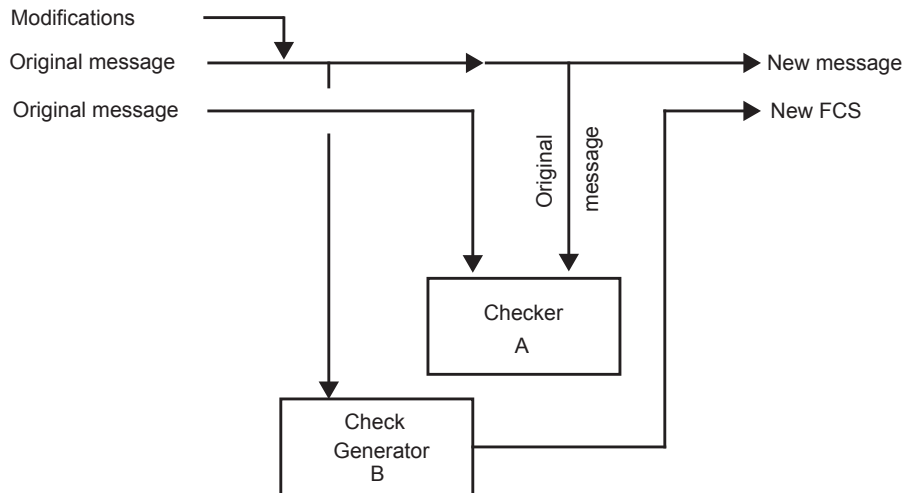 Modifications
Original message
New message
Original message
New FCS
Original
message
Checker
A
Check
Generator
B